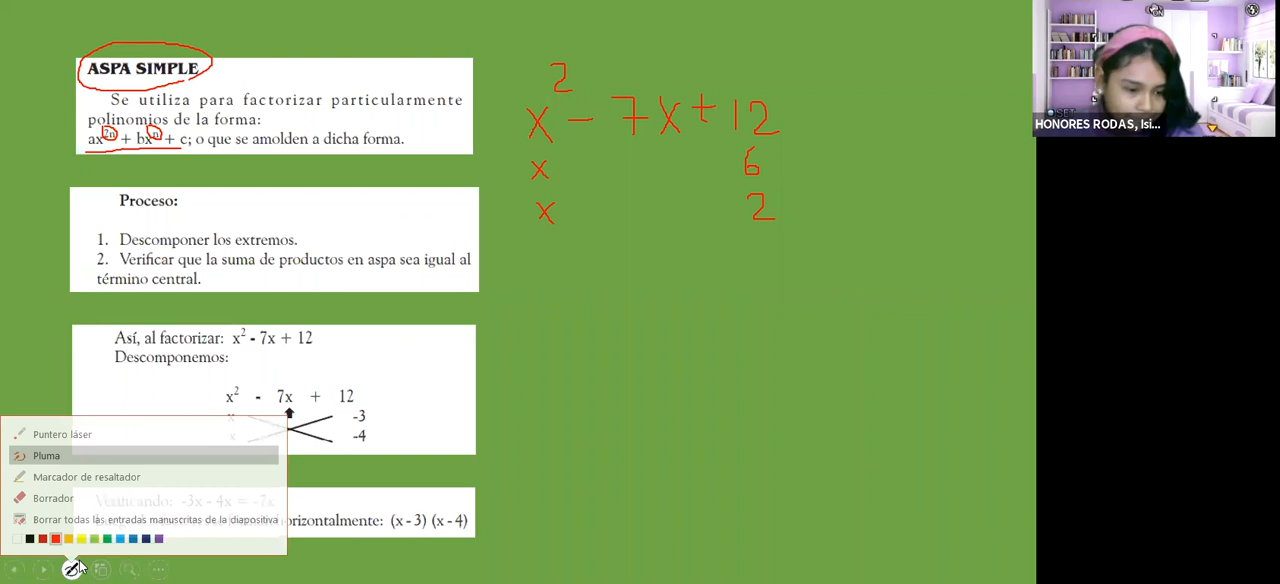 ASPA SIMPLE
Se utiliza para factorizar particularmente
polinomios de la forma:
ax²ⁿ + bxⁿ + c; o que se amolden a dicha forma.
Proceso:
1. Descomponer los extremos.
2. Verificar que la suma de productos en aspa sea igual al
término central.
Así, al factorizar: x² - 7x + 12
Descomponemos:
x² - 7x + 12
x -3
x -4
Verificando: -3x - 4x = -7x
horizontalmente: (x - 3) (x - 4)
Puntero láser
Pluma
Marcador de resaltador
Borrador
Borrar todas las entradas manuscritas de la diapositiva
x² - 7x + 12
x 6
x 2
HONORES RODAS, Isi...